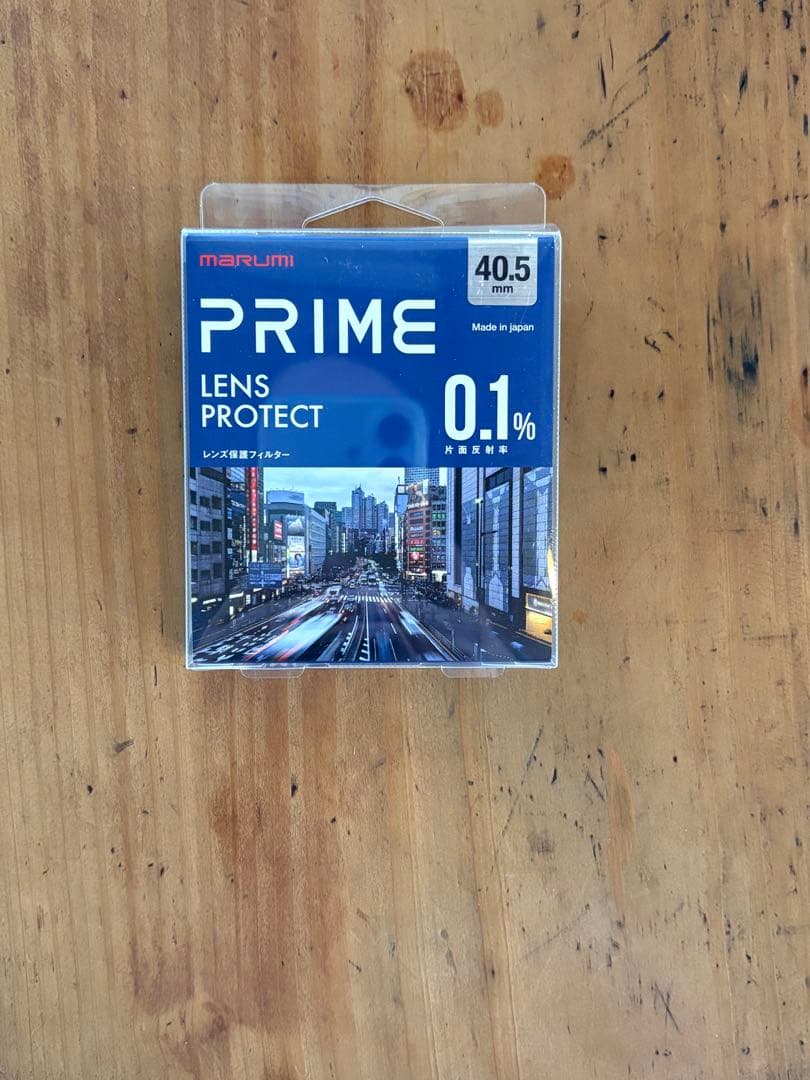 marumi
40.5
mm
PRIME
Made in japan
LENS
PROTECT
0.1%
片面反射率
レンズ保護フィルター